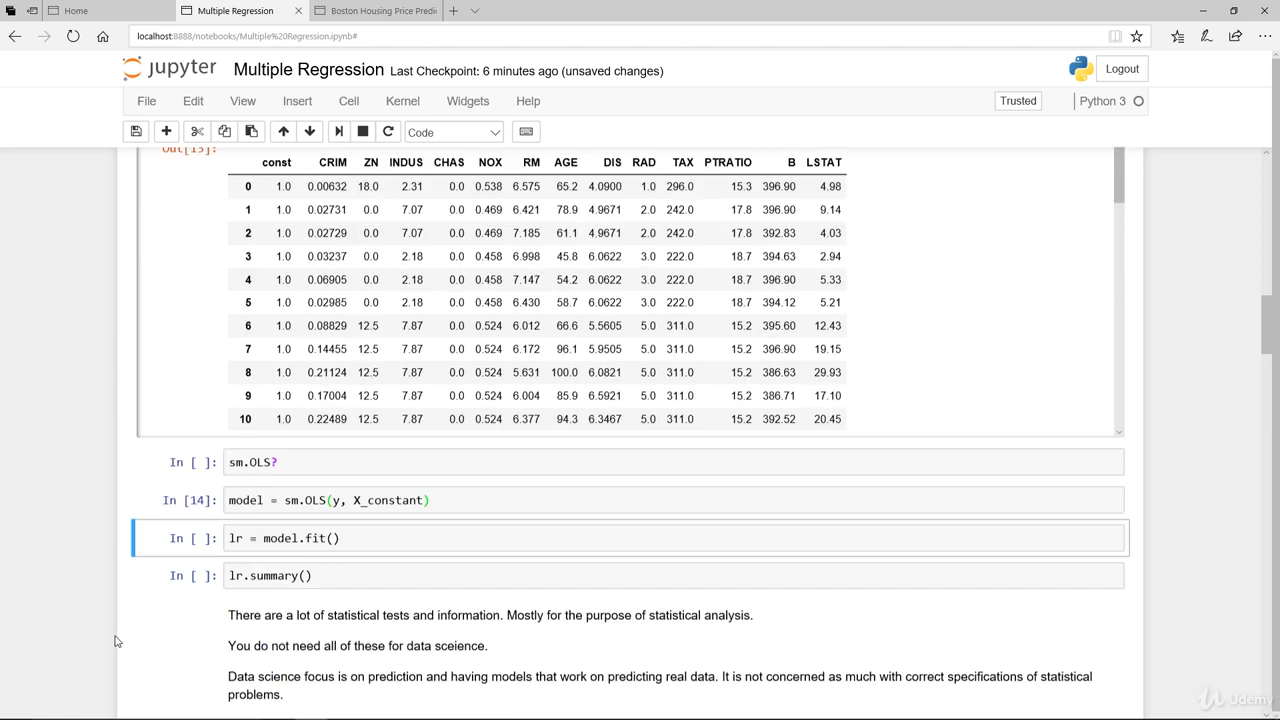 Home
Multiple Regression
Boston Housing Price Predi
localhost:8888/notebooks/Multiple%20Regression.ipynb#
jupyter Multiple Regression Last Checkpoint: 6 minutes ago (unsaved changes) Logout
File Edit View Insert Cell Kernel Widgets Help Trusted Python 3
Code
Out[13]:
const CRIM ZN INDUS CHAS NOX RM AGE DIS RAD TAX PTRATIO B LSTAT
0 1.0 0.00632 18.0 2.31 0.0 0.538 6.575 65.2 4.0900 1.0 296.0 15.3 396.90 4.98
1 1.0 0.02731 0.0 7.07 0.0 0.469 6.421 78.9 4.9671 2.0 242.0 17.8 396.90 9.14
2 1.0 0.02729 0.0 7.07 0.0 0.469 7.185 61.1 4.9671 2.0 242.0 17.8 392.83 4.03
3 1.0 0.03237 0.0 2.18 0.0 0.458 6.998 45.8 6.0622 3.0 222.0 18.7 394.63 2.94
4 1.0 0.06905 0.0 2.18 0.0 0.458 7.147 54.2 6.0622 3.0 222.0 18.7 396.90 5.33
5 1.0 0.02985 0.0 2.18 0.0 0.458 6.430 58.7 6.0622 3.0 222.0 18.7 394.12 5.21
6 1.0 0.08829 12.5 7.87 0.0 0.524 6.012 66.6 5.5605 5.0 311.0 15.2 395.60 12.43
7 1.0 0.14455 12.5 7.87 0.0 0.524 6.172 96.1 5.9505 5.0 311.0 15.2 396.90 19.15
8 1.0 0.21124 12.5 7.87 0.0 0.524 5.631 100.0 6.0821 5.0 311.0 15.2 386.63 29.93
9 1.0 0.17004 12.5 7.87 0.0 0.524 6.004 85.9 6.5921 5.0 311.0 15.2 386.71 17.10
10 1.0 0.22489 12.5 7.87 0.0 0.524 6.377 94.3 6.3467 5.0 311.0 15.2 392.52 20.45
In [ ]: sm.OLS?
In [14]: model = sm.OLS(y, X_constant)
In [ ]: lr = model.fit()
In [ ]: lr.summary()
There are a lot of statistical tests and information. Mostly for the purpose of statistical analysis.
You do not need all of these for data sceience.
Data science focus is on prediction and having models that work on predicting real data. It is not concerned as much with correct specifications of statistical
problems.
Udemy